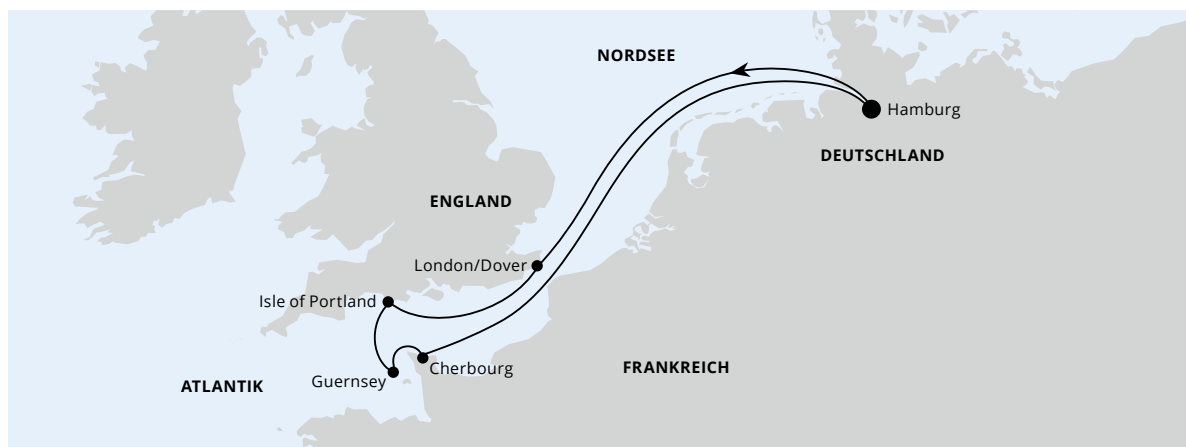 NORDSEE
Hamburg
DEUTSCHLAND
ENGLAND
London/Dover
Isle of Portland
Cherbourg
FRANKREICH
Guernsey
ATLANTIK